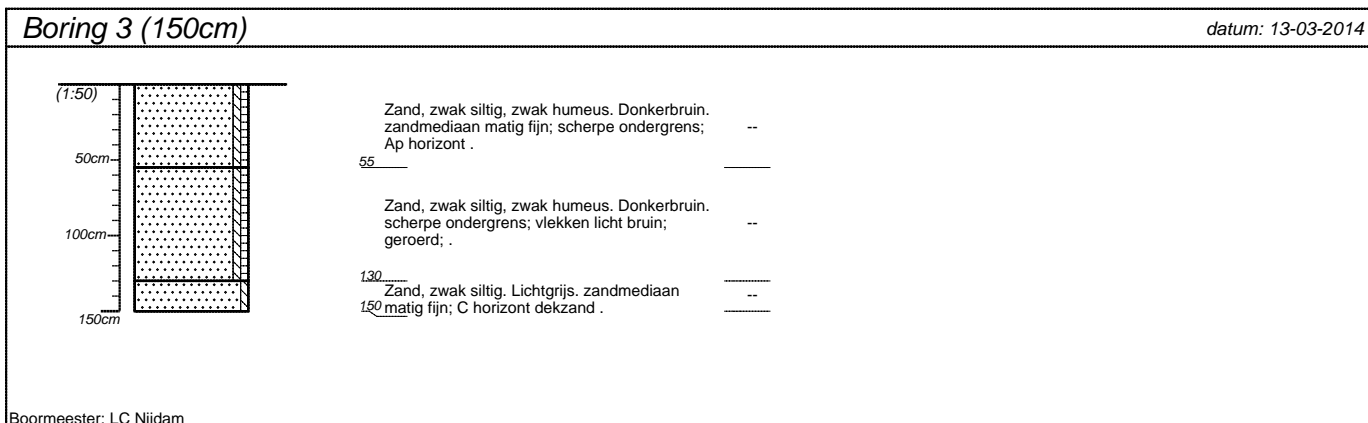 Boring 3 (150cm)
datum: 13-03-2014
(1:50)
50cm
100cm
150cm
Zand, zwak siltig, zwak humeus. Donkerbruin.
zandmediaan matig fijn; scherpe ondergrens;
Ap horizont .
--
55
Zand, zwak siltig, zwak humeus. Donkerbruin.
scherpe ondergrens; vlekken licht bruin;
geroerd; .
--
130
Zand, zwak siltig. Lichtgrijs. zandmediaan
matig fijn; C horizont dekzand .
--
150
Boormeester: LC Nijdam